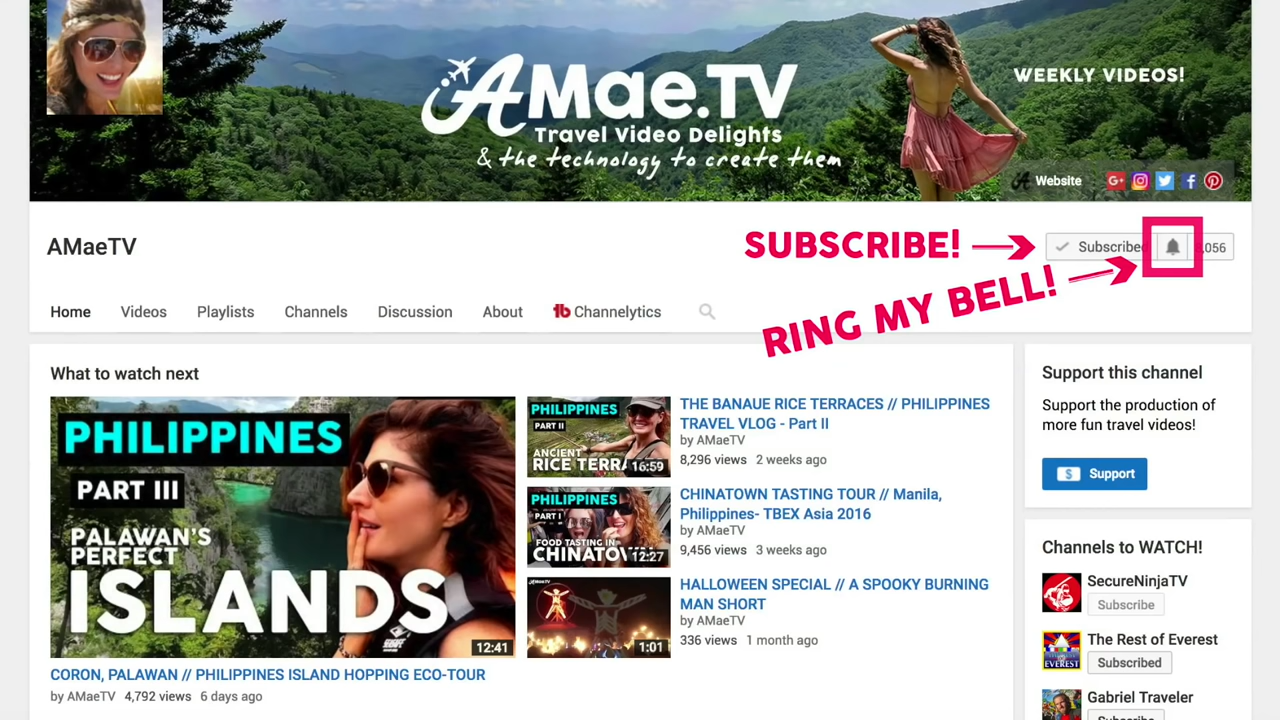 AMae.TV
Travel Video Delights
& the technology to create them
WEEKLY VIDEOS!
Website
AMaeTV
SUBSCRIBE!
Subscribed
,056
RING MY BELL!
Home Videos Playlists Channels Discussion About Channelytics
What to watch next
PHILIPPINES
PART III
PALAWAN'S
PERFECT
ISLANDS
12:41
CORON, PALAWAN // PHILIPPINES ISLAND HOPPING ECO-TOUR
by AMaeTV 4,792 views 6 days ago
PHILIPPINES
PART II
ANCIENT
RICE TERRA
16:59
THE BANAUE RICE TERRACES // PHILIPPINES
TRAVEL VLOG - Part II
by AMaeTV
8,296 views 2 weeks ago
PHILIPPINES
PART I
FOOD TASTING IN
CHINATOW
12:27
CHINATOWN TASTING TOUR // Manila,
Philippines- TBEX Asia 2016
by AMaeTV
9,456 views 3 weeks ago
1:01
HALLOWEEN SPECIAL // A SPOOKY BURNING
MAN SHORT
by AMaeTV
336 views 1 month ago
Support this channel
Support the production of
more fun travel videos!
Support
Channels to WATCH!
SecureNinjaTV
Subscribe
The Rest of Everest
EVEREST
Subscribed
Gabriel Traveler
Subscribe